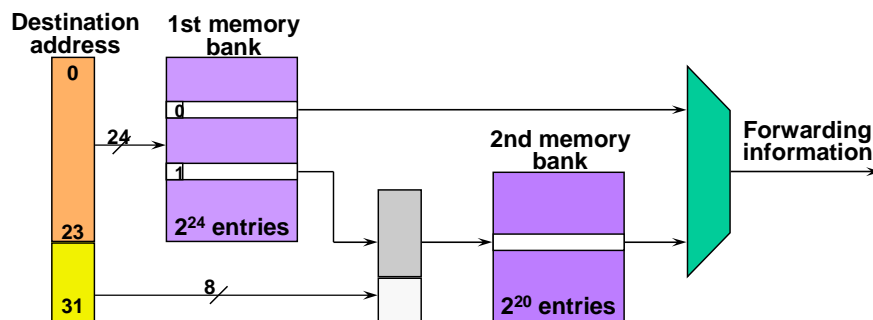 Destination
address
0
23
31
24
8
1st memory
bank
0
1
2²⁴ entries
2nd memory
bank
2²⁰ entries
Forwarding
information